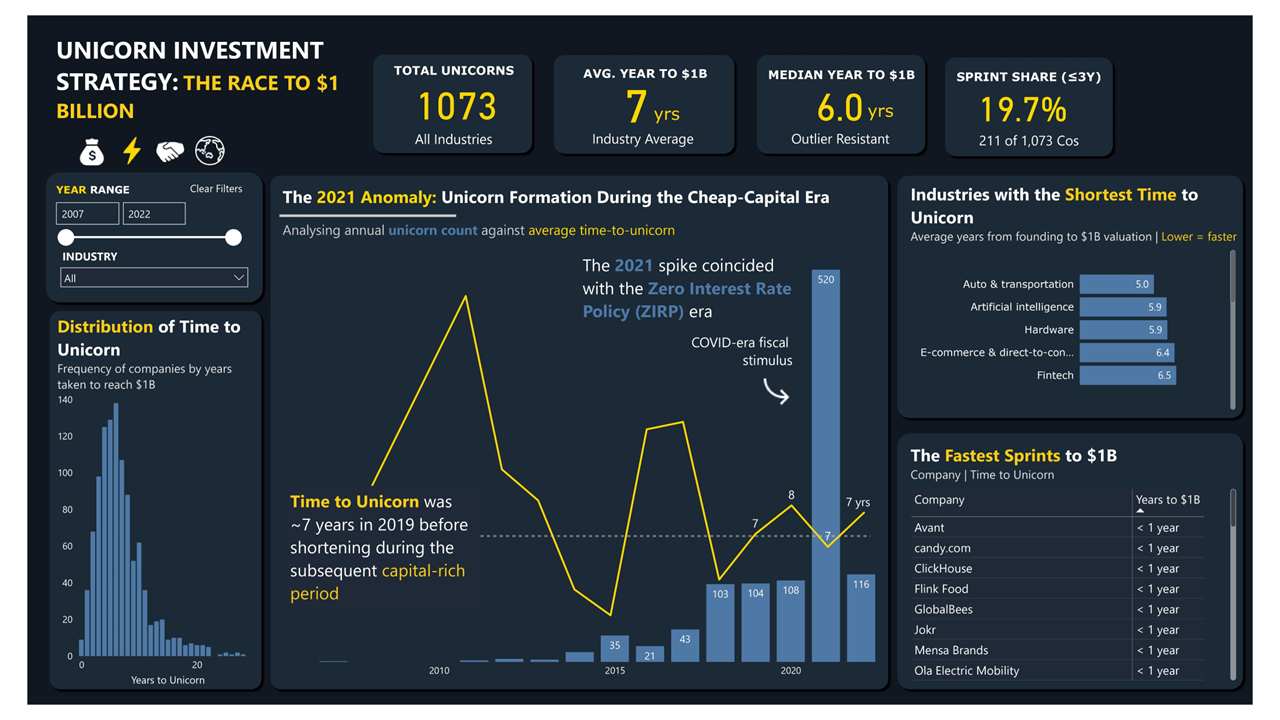 UNICORN INVESTMENT
STRATEGY: THE RACE TO $1
BILLION
TOTAL UNICORNS
1073
All Industries
AVG. YEAR TO $1B
7 yrs
Industry Average
MEDIAN YEAR TO $1B
6.0 yrs
Outlier Resistant
SPRINT SHARE (≤3Y)
19.7%
211 of 1,073 Cos
$
YEAR RANGE
Clear Filters
2007
2022
INDUSTRY
All
Distribution of Time to
Unicorn
Frequency of companies by years
taken to reach $1B
140
120
100
80
60
40
20
0
0
20
Years to Unicorn
The 2021 Anomaly: Unicorn Formation During the Cheap-Capital Era
Analysing annual unicorn count against average time-to-unicorn
The 2021 spike coincided
with the Zero Interest Rate
Policy (ZIRP) era
COVID-era fiscal
stimulus
Time to Unicorn was
~7 years in 2019 before
shortening during the
subsequent capital-rich
period
7
8
7
7 yrs
35
21
43
103
104
108
520
116
2010
2015
2020
Industries with the Shortest Time to
Unicorn
Average years from founding to $1B valuation | Lower = faster
Auto & transportation 5.0
Artificial intelligence 5.9
Hardware 5.9
E-commerce & direct-to-con... 6.4
Fintech 6.5
The Fastest Sprints to $1B
Company | Time to Unicorn
Company Years to $1B
Avant < 1 year
candy.com < 1 year
ClickHouse < 1 year
Flink Food < 1 year
GlobalBees < 1 year
Jokr < 1 year
Mensa Brands < 1 year
Ola Electric Mobility < 1 year